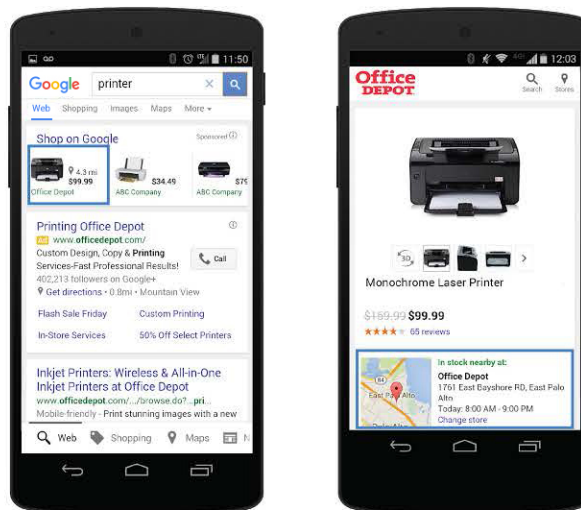 11:50
Google
printer
Web Shopping Images Maps More
Shop on Google
Sponsored
4.3 mi
$99.99
Office Depot
$34.49
ABC Company
$79
ABC Company
Printing Office Depot
Ad www.officedepot.com/
Custom Design, Copy & Printing
Services-Fast Professional Results!
402,213 followers on Google+
Get directions • 0.8mi • Mountain View
Call
Flash Sale Friday Custom Printing
In-Store Services 50% Off Select Printers
Inkjet Printers: Wireless & All-in-One
Inkjet Printers at Office Depot
www.officedepot.com/.../browse.do?..pri...
Mobile-friendly - Print stunning images with a new
Web Shopping Maps N
12:03
Office
DEPOT
Search Stores
3D
Monochrome Laser Printer
$169.99 $99.99
65 reviews
In stock nearby at:
Office Depot
1761 East Bayshore RD, East Palo
Alto
Today: 8:00 AM - 9:00 PM
Change store
84
East Palo Alto